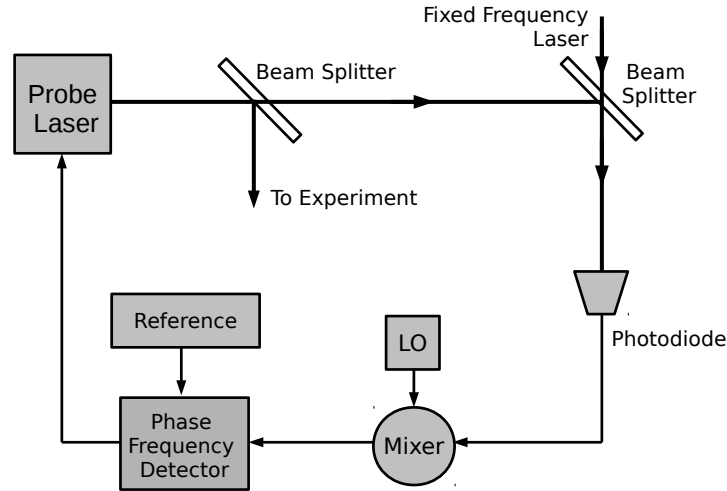 Fixed Frequency
Laser
Beam Splitter
Beam
Splitter
Probe
Laser
To Experiment
Reference
LO
Photodiode
Phase
Frequency
Detector
Mixer